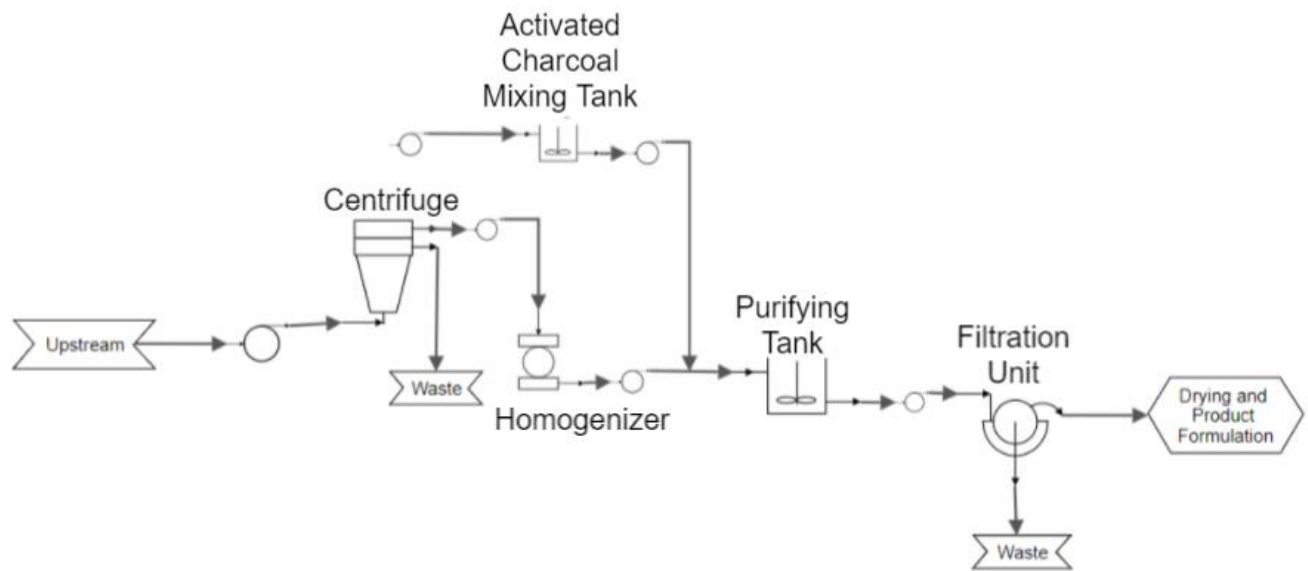 Activated
Charcoal
Mixing Tank
Centrifuge
Upstream
Waste
Homogenizer
Purifying
Tank
Filtration
Unit
Drying and
Product
Formulation
Waste